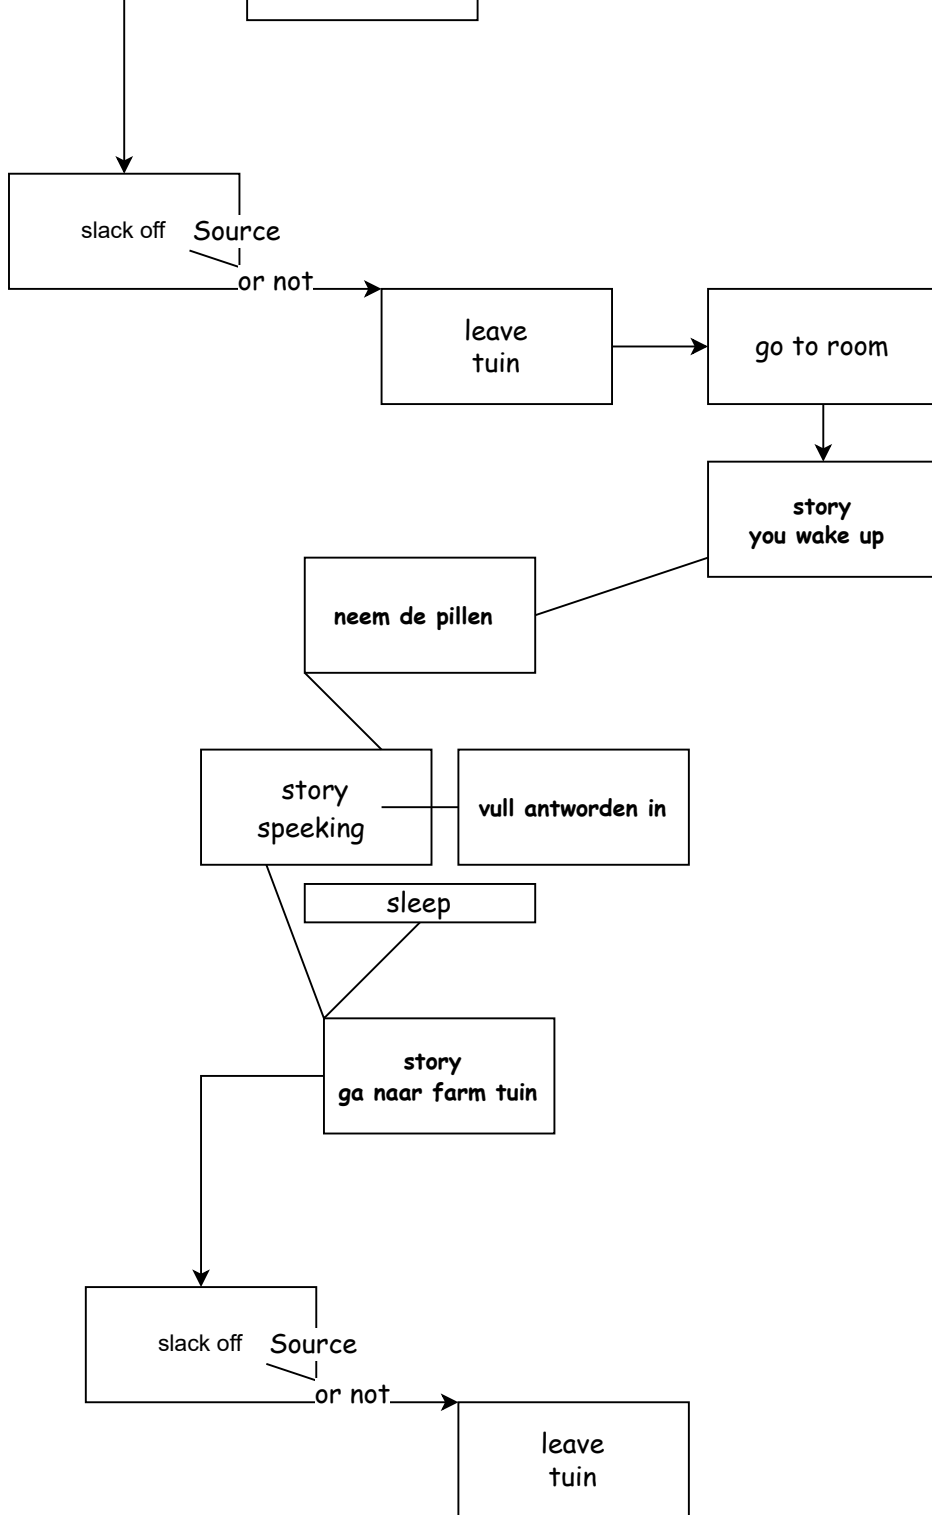 slack off
Source
or not
leave
tuin
go to room
story
you wake up
neem de pillen
story
speeking
vull antworden in
sleep
story
ga naar farm tuin
slack off
Source
or not
leave
tuin